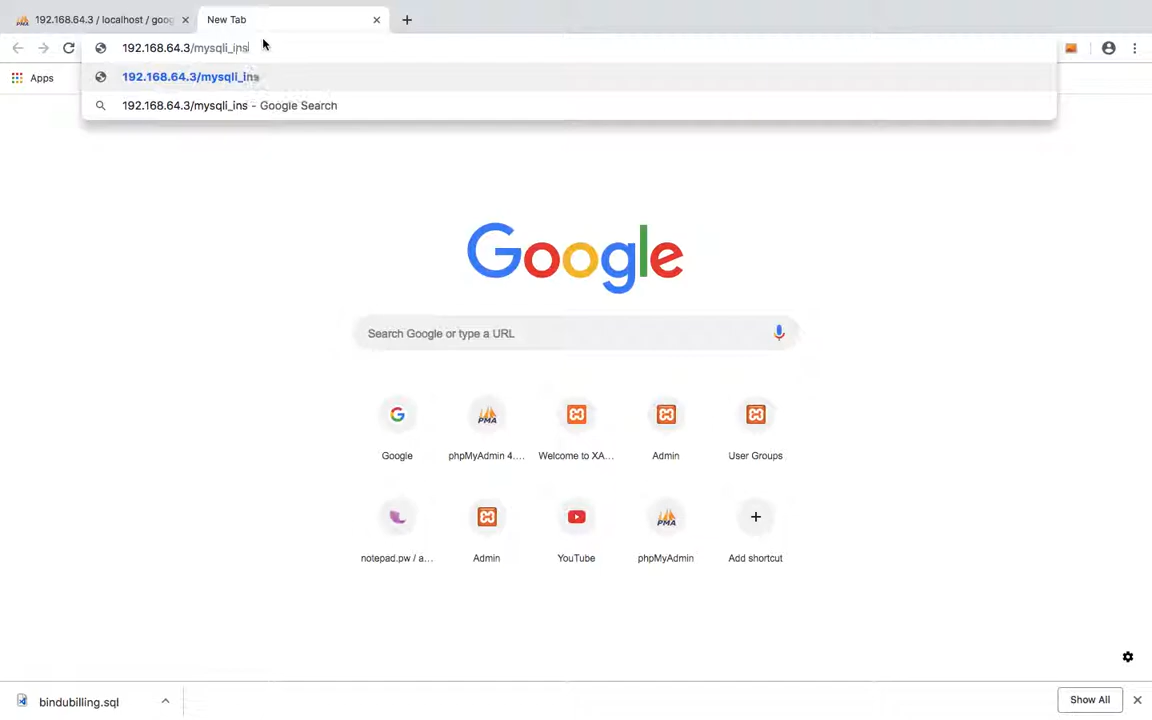 192.168.64.3 / localhost / goog
New Tab
192.168.64.3/mysqli_ins
Apps
192.168.64.3/mysqli_ins
192.168.64.3/mysqli_ins - Google Search
Google
Search Google or type a URL
Google
PMA
phpMyAdmin 4....
Welcome to XA...
Admin
User Groups
notepad.pw / a...
Admin
YouTube
PMA
phpMyAdmin
Add shortcut
bindubilling.sql
Show All